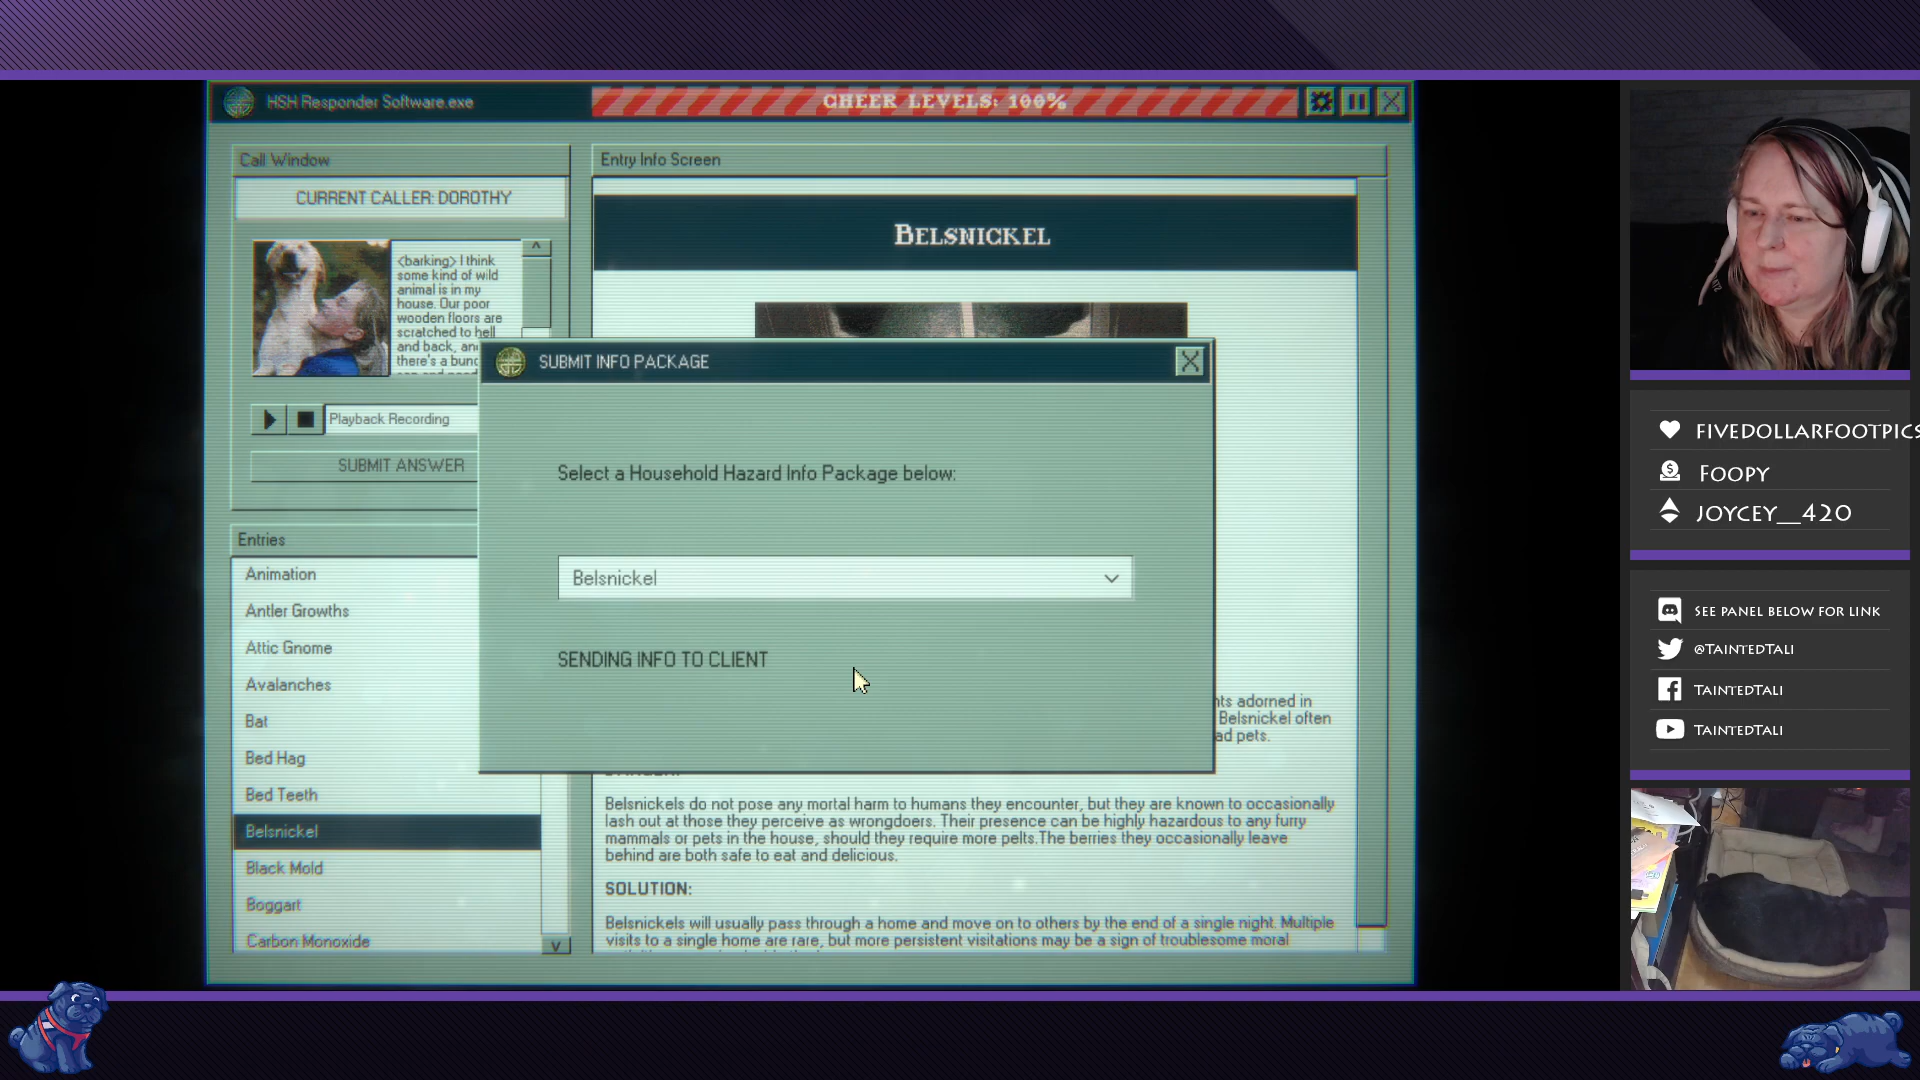 HSH Responder Software.exe
CHEER LEVELS: 100%
Call Window
CURRENT CALLER: DOROTHY
<barking> I think
some kind of wild
animal is in my
house. Our poor
wooden floors are
scratched to hell
and back, an
there's a bunc
Playback Recording
SUBMIT ANSWER
Entries
Animation
Antler Growths
Attic Gnome
Avalanches
Bat
Bed Hag
Bed Teeth
Belsnickel
Black Mold
Boggart
Carbon Monoxide
Entry Info Screen
BELSNICKEL
SUBMIT INFO PACKAGE
Select a Household Hazard Info Package below:
Belsnickel
SENDING INFO TO CLIENT
nts adorned in
Belsnickel often
ad pets.
Belsnickels do not pose any mortal harm to humans they encounter, but they are known to occasionally
lash out at those they perceive as wrongdoers. Their presence can be highly hazardous to any furry
mammals or pets in the house, should they require more pelts.The berries they occasionally leave
behind are both safe to eat and delicious.
SOLUTION:
Belsnickels will usually pass through a home and move on to others by the end of a single night. Multiple
visits to a single home are rare, but more persistent visitations may be a sign of troublesome moral
FIVEDOLLARFOOTPICS
FOOPY
JOYCEY__420
SEE PANEL BELOW FOR LINK
@TAINTEDTALI
TAINTEDTALI
TAINTEDTALI